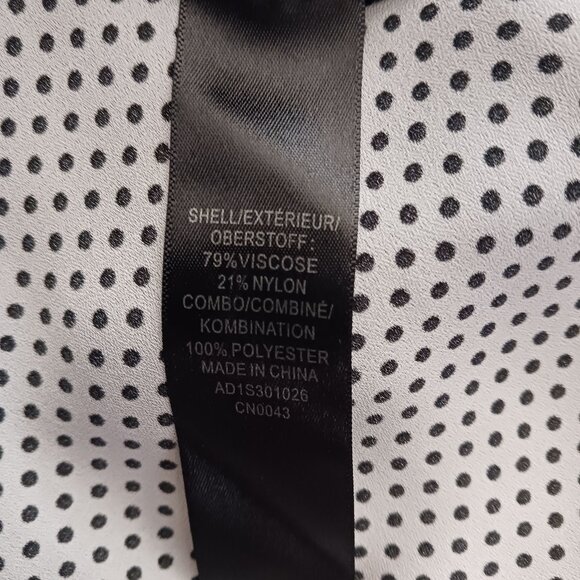 SHELL/EXTÉRIEUR/
OBERSTOFF:
79%VISCOSE
21% NYLON
COMBO/COMBINÉ/
KOMBINATION
100% POLYESTER
MADE IN CHINA
AD1S301026
CN0043